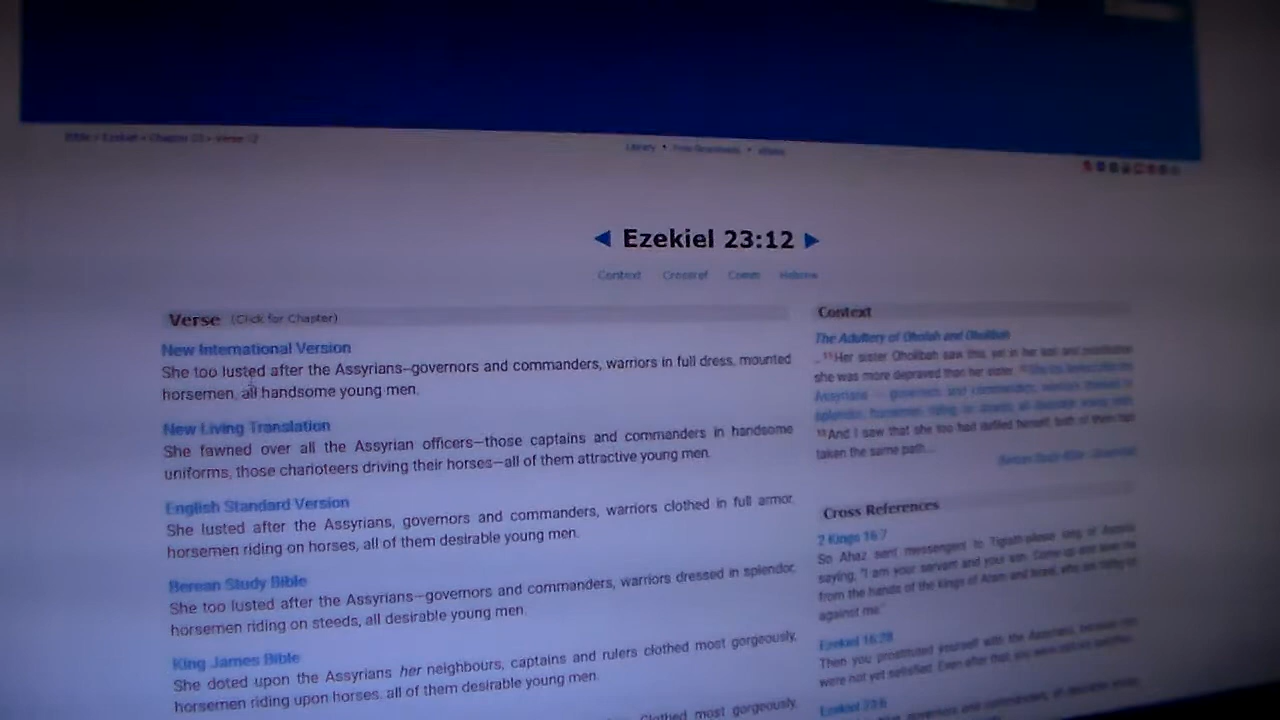 Bible > Ezekiel > Chapter 23 > Verse 12
Library • Free Downloads • eBibles
◄ Ezekiel 23:12 ►
Context Crossref Comm Hebrew
Verse (Click for Chapter)
New International Version
She too lusted after the Assyrians—governors and commanders, warriors in full dress, mounted
horsemen, all handsome young men.
New Living Translation
She fawned over all the Assyrian officers—those captains and commanders in handsome
uniforms, those charioteers driving their horses—all of them attractive young men.
English Standard Version
She lusted after the Assyrians, governors and commanders, warriors clothed in full armor,
horsemen riding on horses, all of them desirable young men.
Berean Study Bible
She too lusted after the Assyrians—governors and commanders, warriors dressed in splendor,
horsemen riding on steeds, all desirable young men.
King James Bible
She doted upon the Assyrians her neighbours, captains and rulers clothed most gorgeously,
horsemen riding upon horses, all of them desirable young men.
clothed most gorgeously,
Context
The Adultery of Oholah and Oholibah
…11Her sister Oholibah saw this, yet in her lust and prostitution
she was more depraved than her sister.
Assyrians—governors and commanders, warriors dressed in
splendor, horsemen riding on steeds, all desirable young men.
13And I saw that she too had defiled herself; both of them had
taken the same path…
Cross References
2 Kings 16:7
So Ahaz sent messengers to Tiglath-pileser king of Assyria,
saying, "I am your servant and your son. Come up and save me
from the hands of the kings of Aram and Israel, who are rising up
against me."
Ezekiel 16:28
Then you prostituted yourself with the Assyrians, because you
were not yet satisfied. Even after that, you were not satisfied.
Ezekiel 23:6
governors and commanders, all desirable young